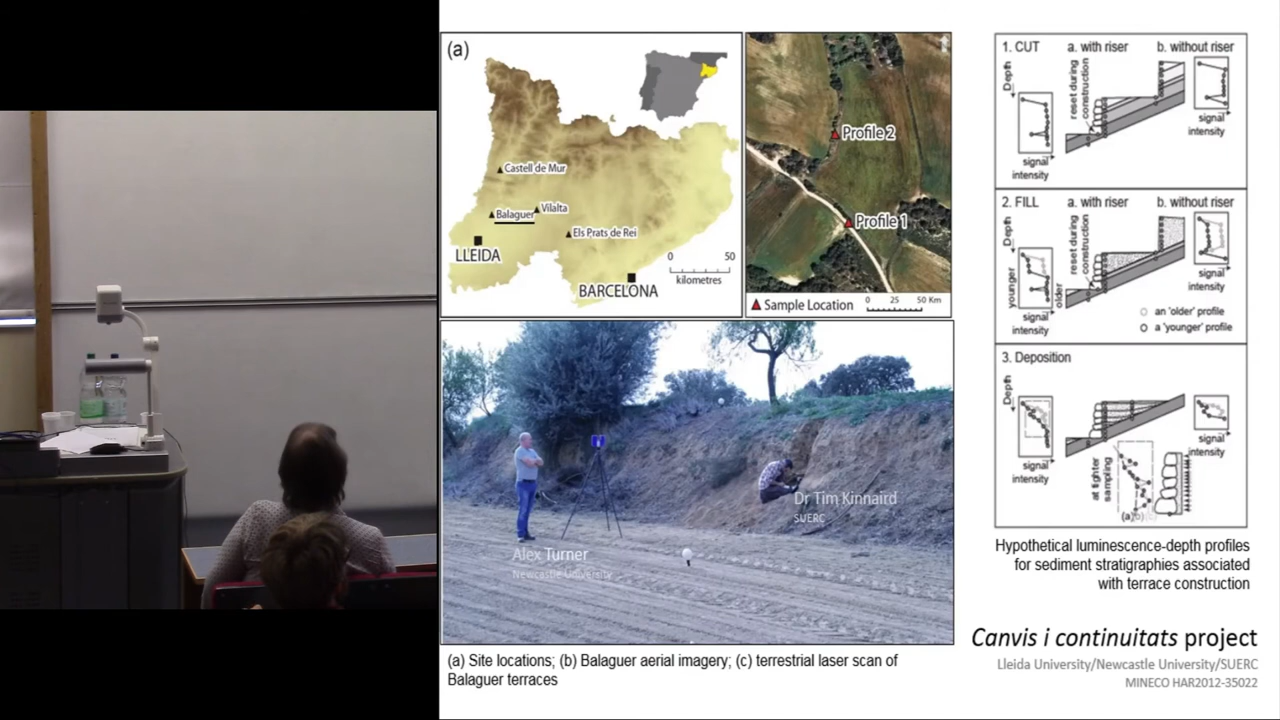 (a)
Castell de Mur
Balaguer
Vilalta
Els Prats de Rei
LLEIDA
BARCELONA
0 50
kilometres
Profile 2
Profile 1
Sample Location
0 25 50 Km
Alex Turner
Newcastle University
Dr Tim Kinnaird
SUERC
(a) Site locations; (b) Balaguer aerial imagery; (c) terrestrial laser scan of
Balaguer terraces
1. CUT a. with riser b. without riser
Depth
reset during
construction
signal
intensity
signal
intensity
2. FILL a. with riser b. without riser
Depth
reset during
construction
younger
older
signal
intensity
signal
intensity
an 'older' profile
a 'younger' profile
3. Deposition
Depth
signal
intensity
signal
intensity
at tighter
sampling
(a)(b)(c)
Hypothetical luminescence-depth profiles
for sediment stratigraphies associated
with terrace construction
Canvis i continuitats project
Lleida University/Newcastle University/SUERC
MINECO HAR2012-35022